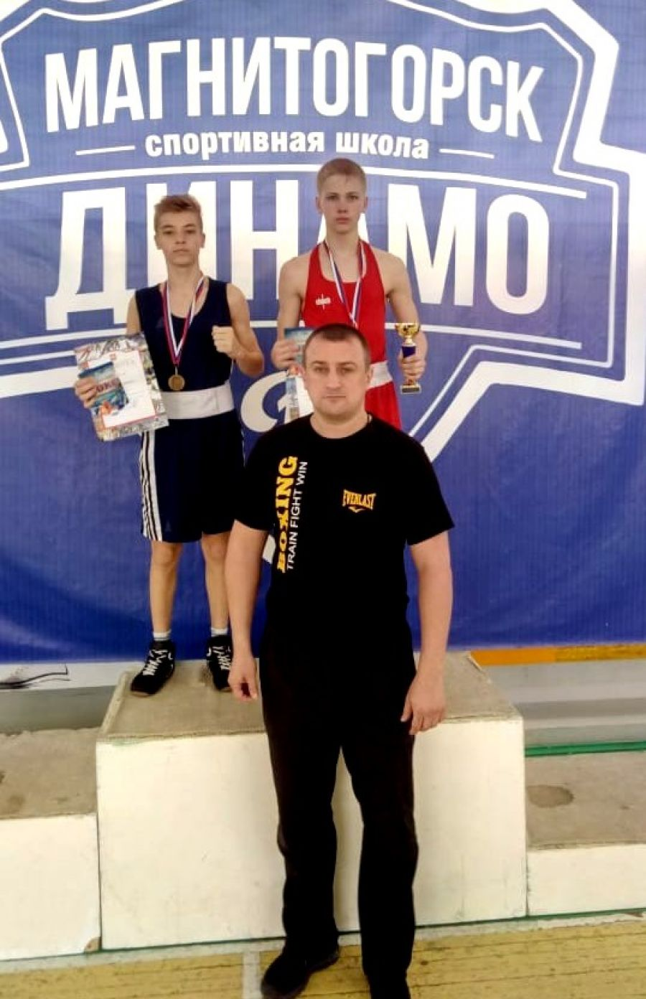 МАГНИТОГОРСК
спортивная школа
ДИНАМО
BOXING
TRAIN FIGHT WIN
EVERLAST